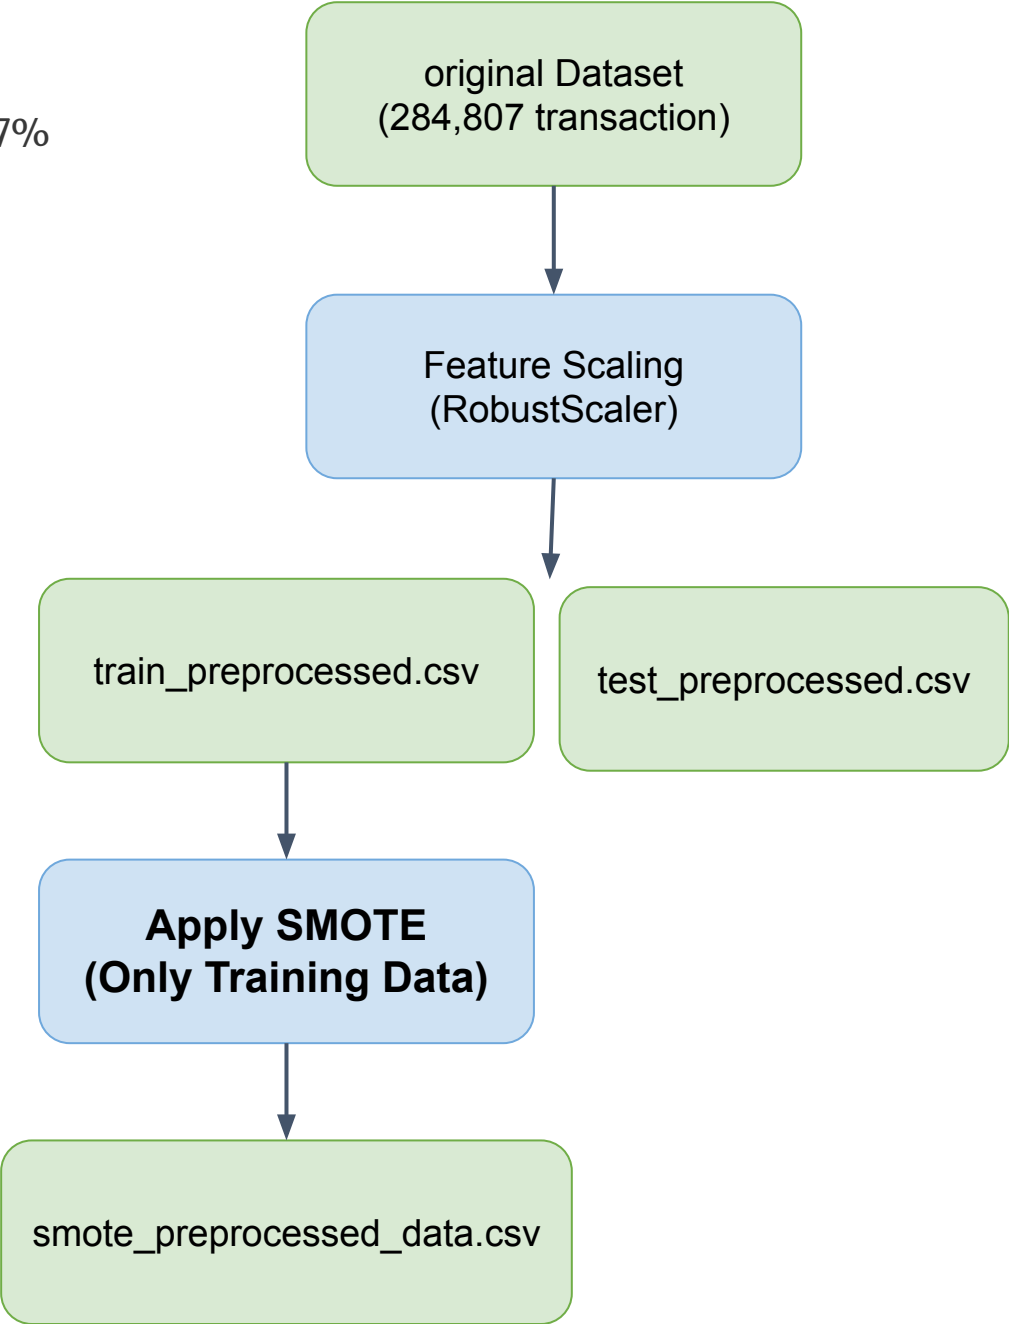 original Dataset
(284,807 transaction)
7%
Feature Scaling
(RobustScaler)
train_preprocessed.csv
test_preprocessed.csv
Apply SMOTE
(Only Training Data)
smote_preprocessed_data.csv